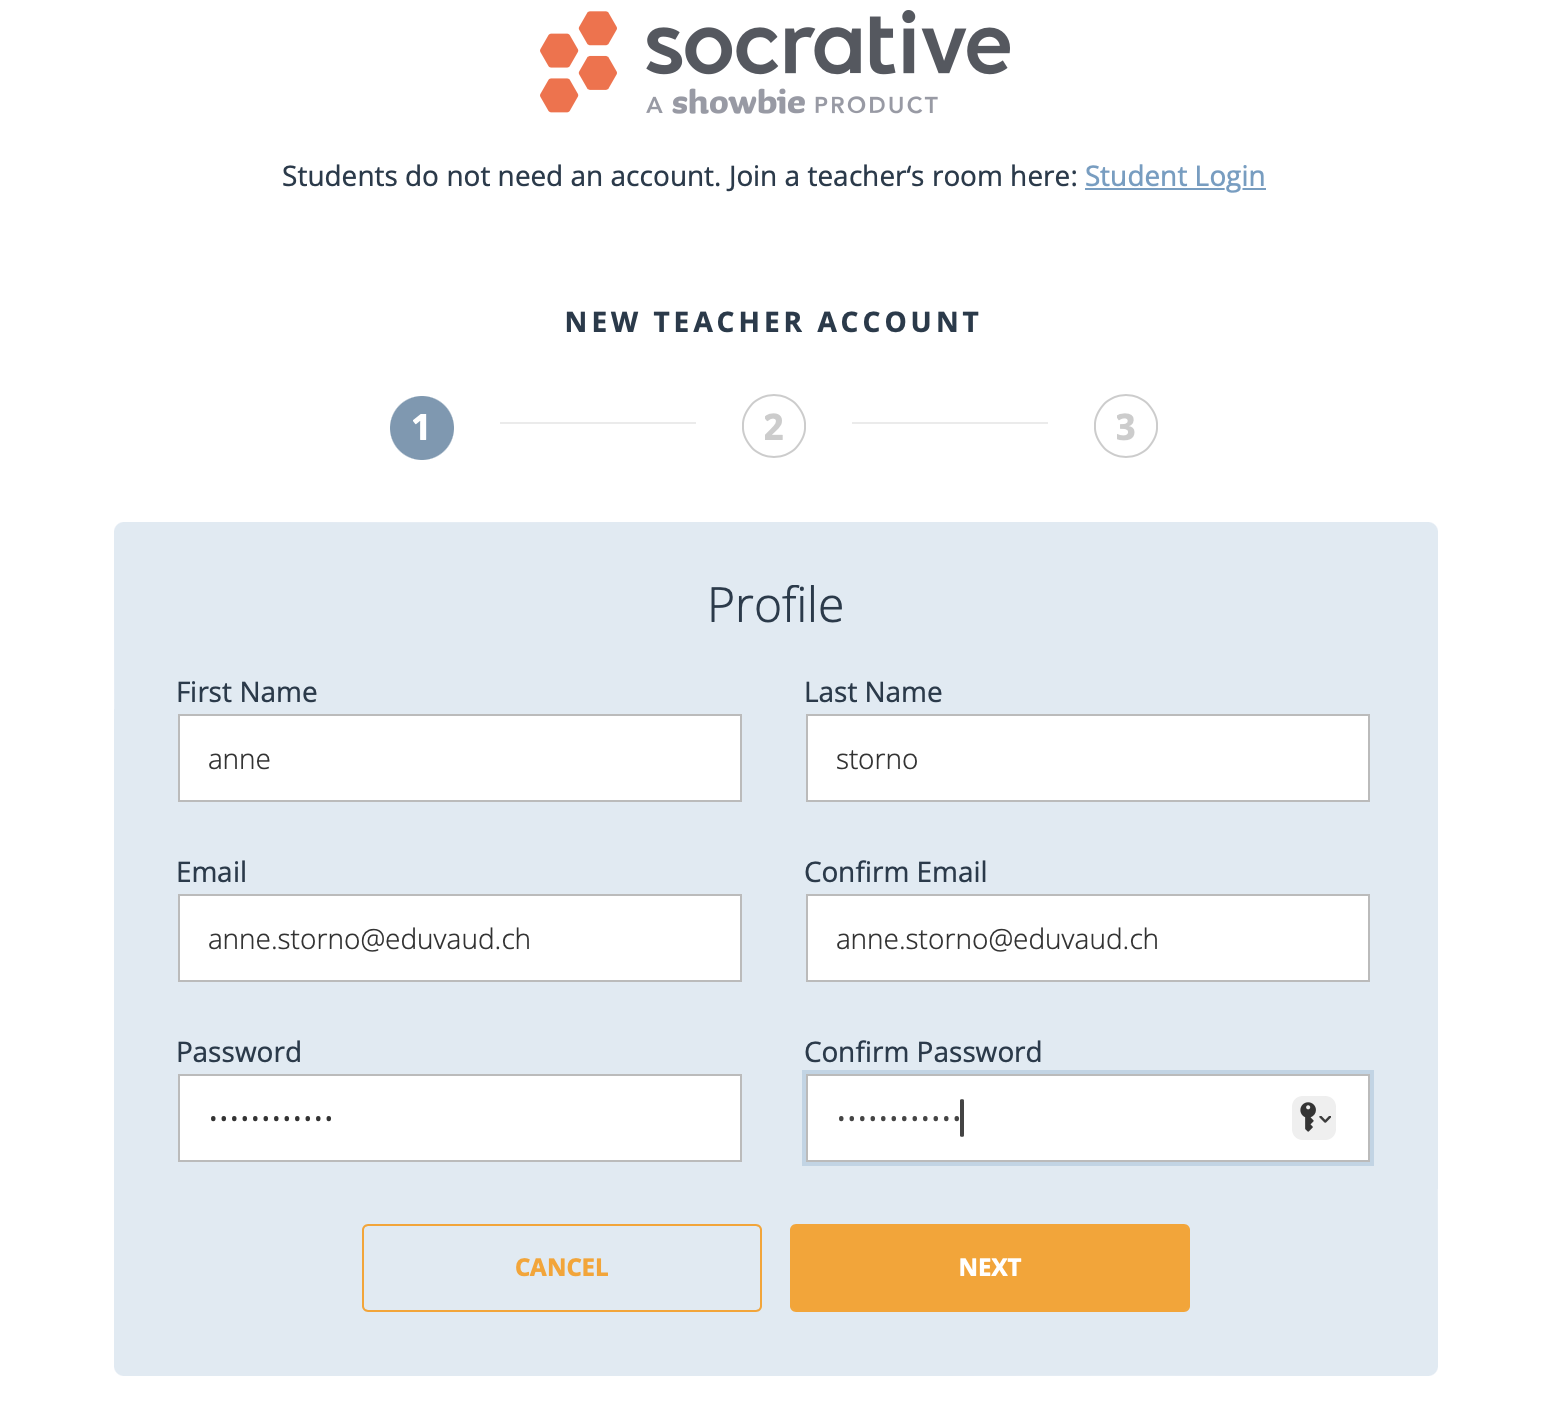 socrative
A showbie PRODUCT
Students do not need an account. Join a teacher‘s room here: Student Login
NEW TEACHER ACCOUNT
1 2 3
Profile
First Name Last Name
anne storno
Email Confirm Email
anne.storno@eduvaud.ch anne.storno@eduvaud.ch
Password Confirm Password
•••••••••••• ••••••••••••
CANCEL NEXT